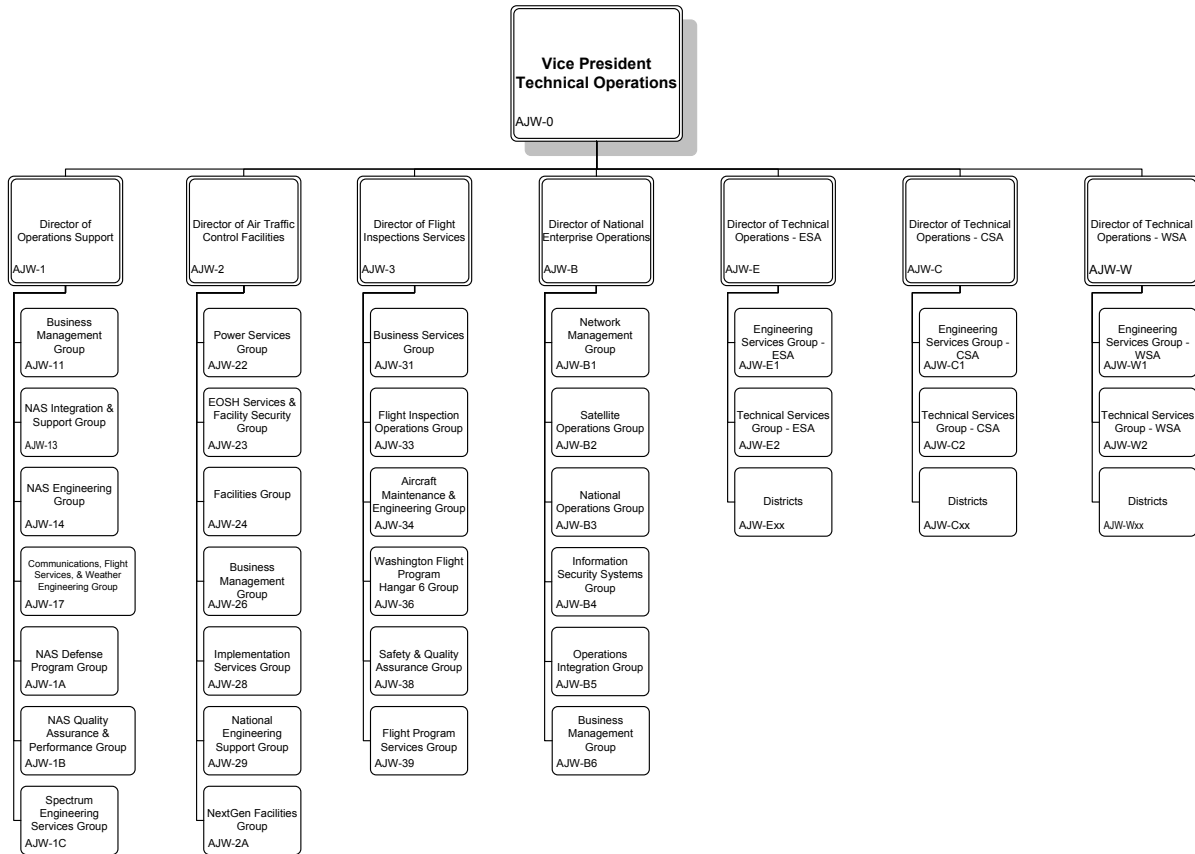 Vice President
Technical Operations
AJW-0
Director of
Operations Support
AJW-1
Director of Air Traffic
Control Facilities
AJW-2
Director of Flight
Inspections Services
AJW-3
Director of National
Enterprise Operations
AJW-B
Director of Technical
Operations - ESA
AJW-E
Director of Technical
Operations - CSA
AJW-C
Director of Technical
Operations - WSA
AJW-W
Business
Management
Group
AJW-11
NAS Integration &
Support Group
AJW-13
NAS Engineering
Group
AJW-14
Communications, Flight
Services, & Weather
Engineering Group
AJW-17
NAS Defense
Program Group
AJW-1A
NAS Quality
Assurance &
Performance Group
AJW-1B
Spectrum
Engineering
Services Group
AJW-1C
Power Services
Group
AJW-22
EOSH Services &
Facility Security
Group
AJW-23
Facilities Group
AJW-24
Business
Management
Group
AJW-26
Implementation
Services Group
AJW-28
National
Engineering
Support Group
AJW-29
NextGen Facilities
Group
AJW-2A
Business Services
Group
AJW-31
Flight Inspection
Operations Group
AJW-33
Aircraft
Maintenance &
Engineering Group
AJW-34
Washington Flight
Program
Hangar 6 Group
AJW-36
Safety & Quality
Assurance Group
AJW-38
Flight Program
Services Group
AJW-39
Network
Management
Group
AJW-B1
Satellite
Operations Group
AJW-B2
National
Operations Group
AJW-B3
Information
Security Systems
Group
AJW-B4
Operations
Integration Group
AJW-B5
Business
Management
Group
AJW-B6
Engineering
Services Group -
ESA
AJW-E1
Technical Services
Group - ESA
AJW-E2
Districts
AJW-Exx
Engineering
Services Group -
CSA
AJW-C1
Technical Services
Group - CSA
AJW-C2
Districts
AJW-Cxx
Engineering
Services Group -
WSA
AJW-W1
Technical Services
Group - WSA
AJW-W2
Districts
AJW-Wxx